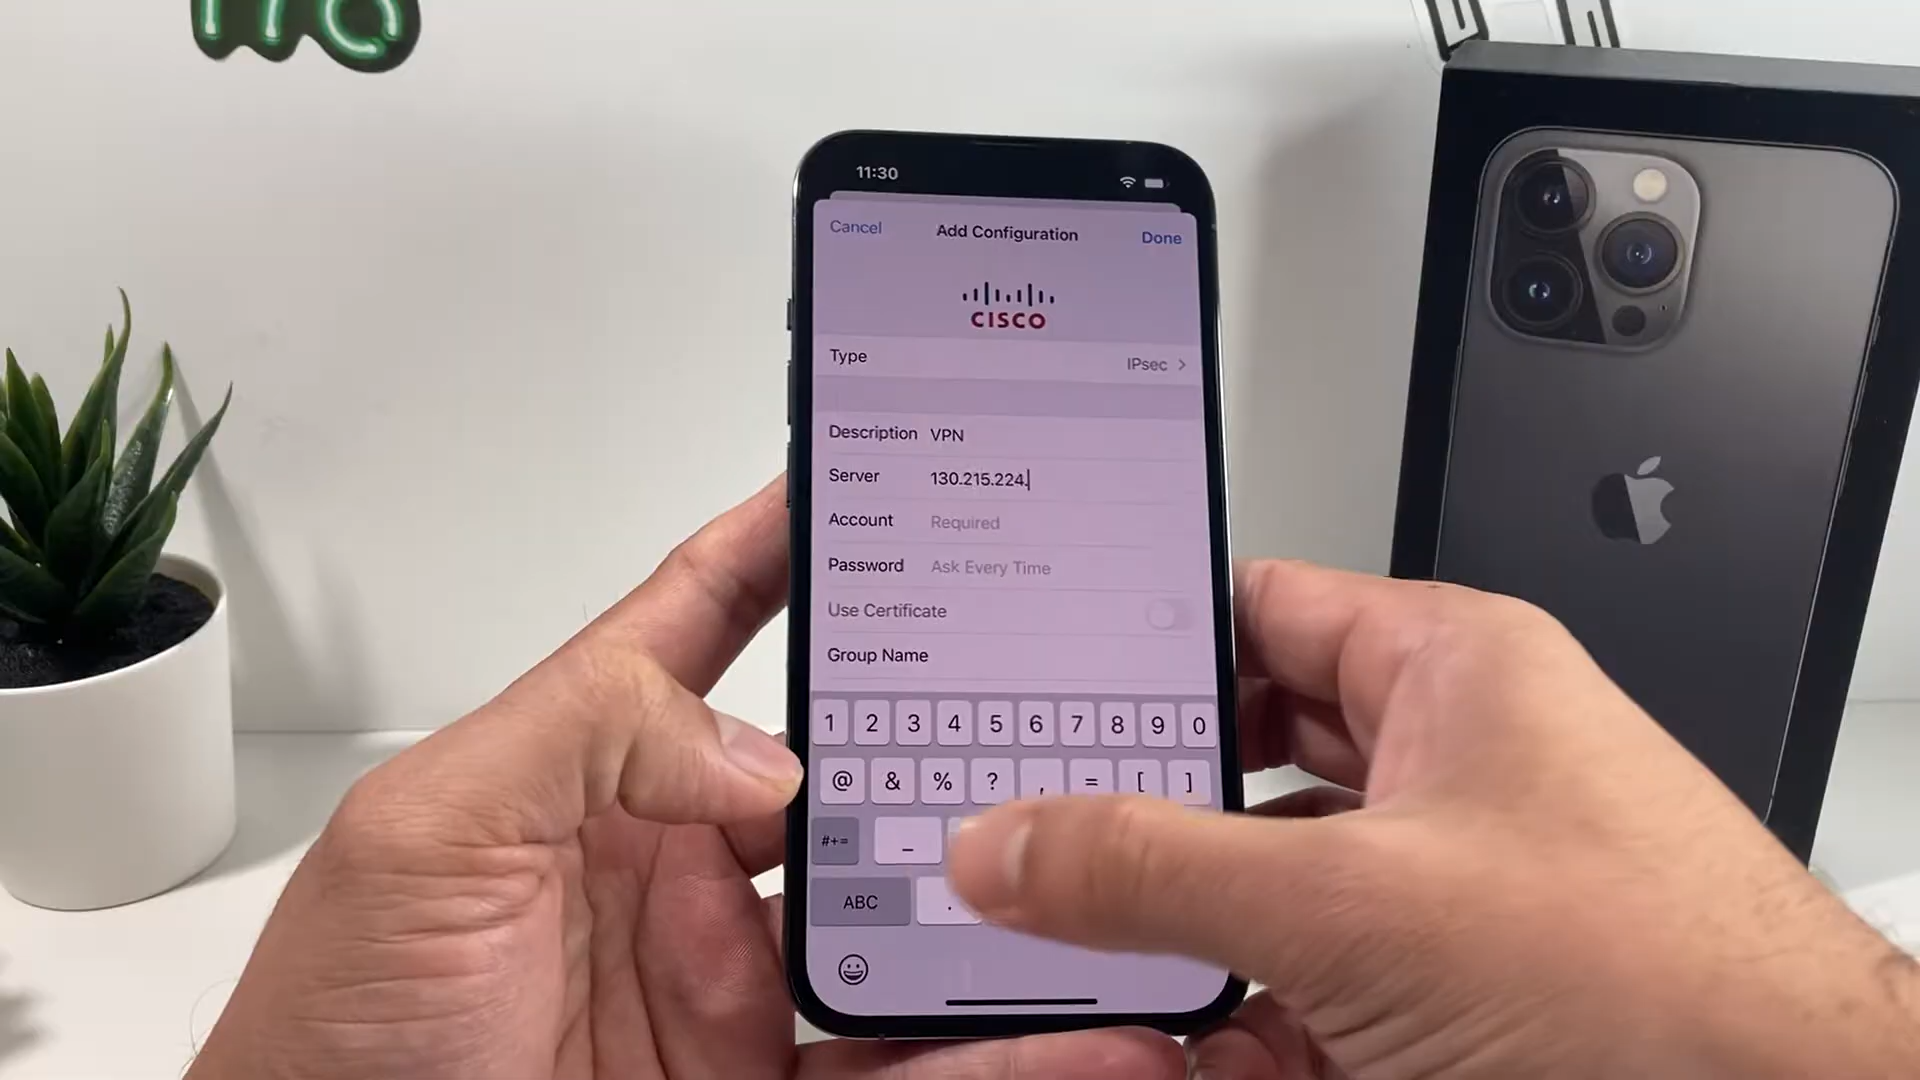 11:30
Cancel Add Configuration Done
CISCO
Type IPsec
Description VPN
Server 130.215.224.
Account Required
Password Ask Every Time
Use Certificate
Group Name
1 2 3 4 5 6 7 8 9 0
@ & % ? , = [ ]
#+= _
ABC .